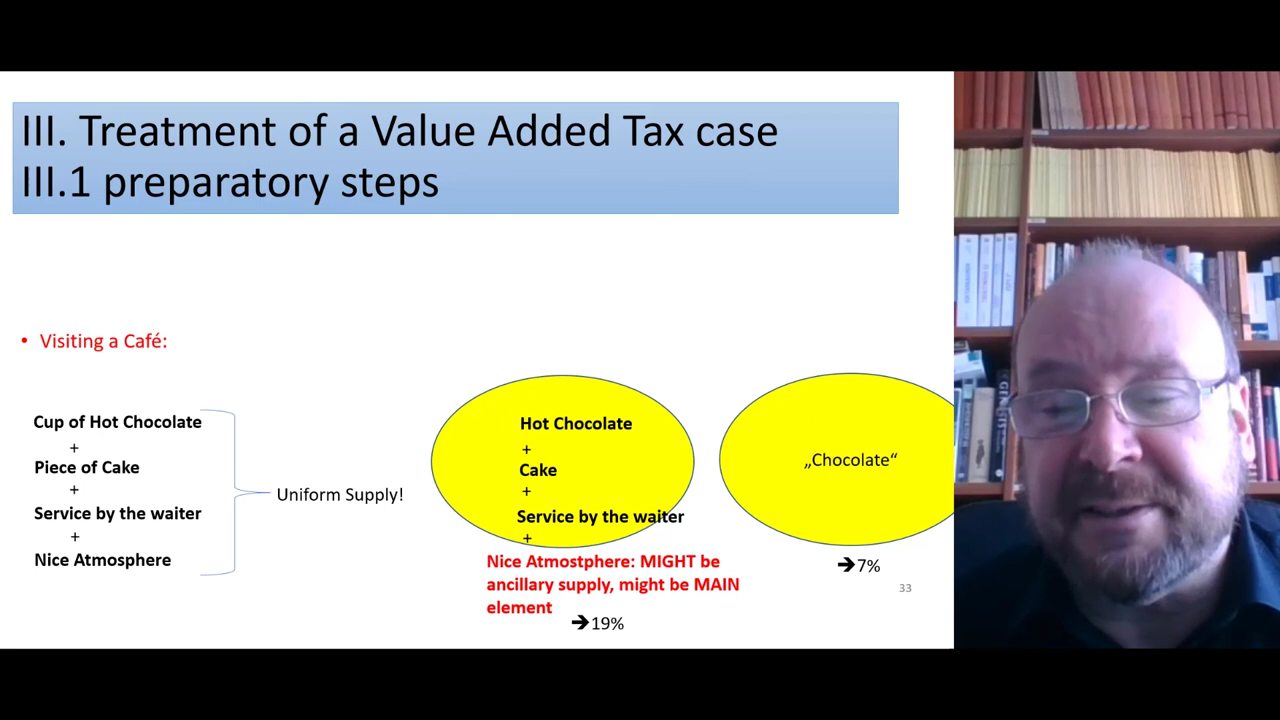 III. Treatment of a Value Added Tax case
III.1 preparatory steps
• Visiting a Café:
Cup of Hot Chocolate
+
Piece of Cake
+
Service by the waiter
+
Nice Atmosphere
Uniform Supply!
Hot Chocolate
+
Cake
+
Service by the waiter
+
Nice Atmostphere: MIGHT be
ancillary supply, might be MAIN
element
➔19%
„Chocolate“
➔7%
33